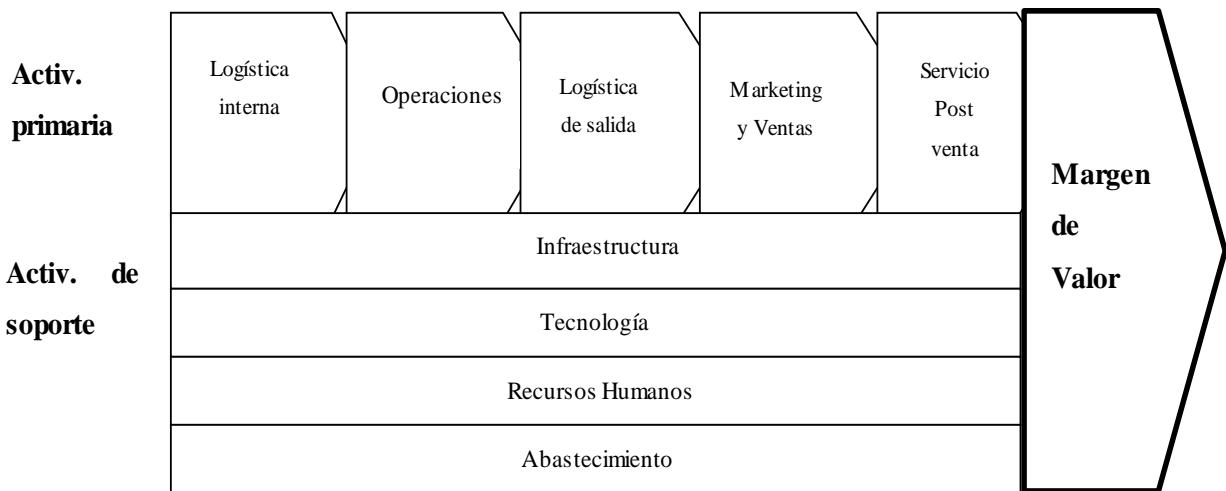 Activ.
primaria
Logística
interna
Operaciones
Logística
de salida
Marketing
y Ventas
Servicio
Post
venta
Margen
de
Valor
Activ. de
soporte
Infraestructura
Tecnología
Recursos Humanos
Abastecimiento